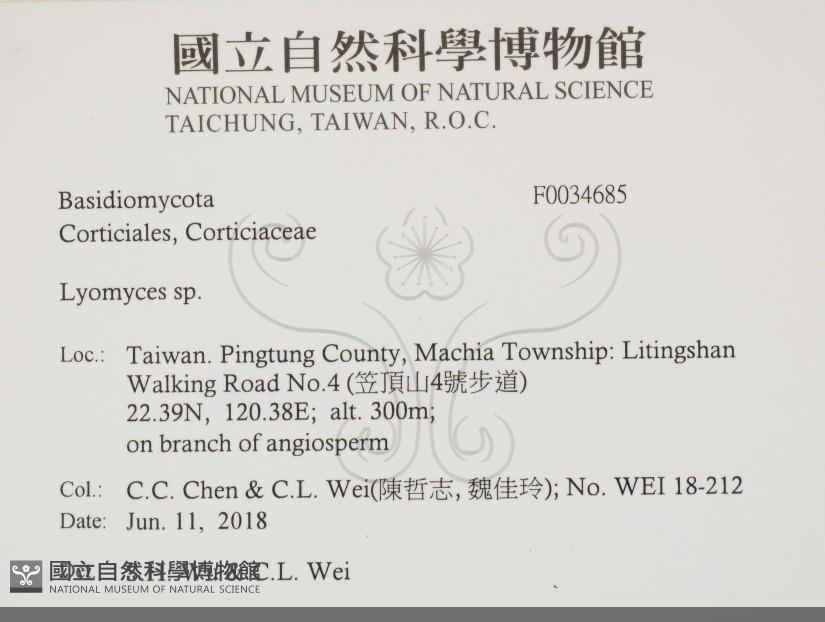 國立自然科學博物館
NATIONAL MUSEUM OF NATURAL SCIENCE
TAICHUNG, TAIWAN, R.O.C.
Basidiomycota F0034685
Corticiales, Corticiaceae
Lyomyces sp.
Loc.: Taiwan. Pingtung County, Machia Township: Litingshan
Walking Road No.4 (笠頂山4號步道)
22.39N, 120.38E; alt. 300m;
on branch of angiosperm
Col.: C.C. Chen & C.L. Wei(陳哲志, 魏佳玲); No. WEI 18-212
Date: Jun. 11, 2018
C.L. Wei
國立自然科學博物館
NATIONAL MUSEUM OF NATURAL SCIENCE